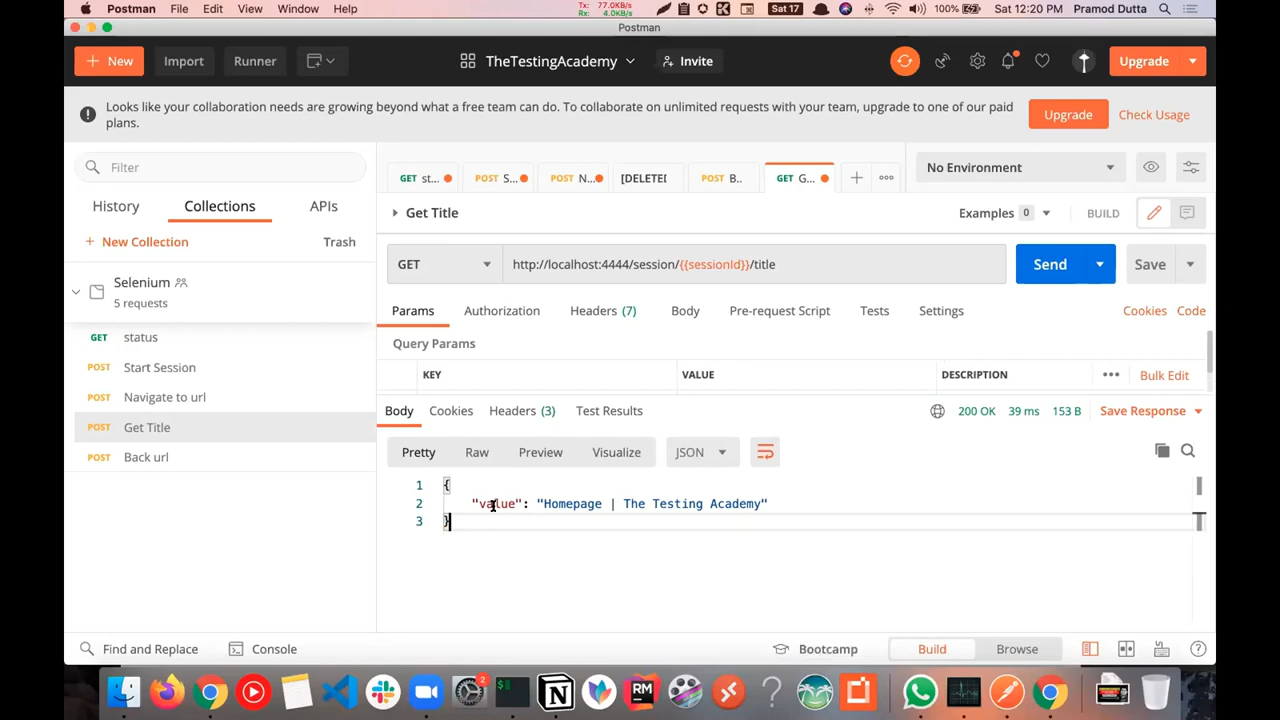 Postman File Edit View Window Help Tx: 77.0KB/s Rx: 4.0KB/s Sat 17 100% Sat 12:20 PM Pramod Dutta
Postman
+ New Import Runner TheTestingAcademy Invite Upgrade
Looks like your collaboration needs are growing beyond what a free team can do. To collaborate on unlimited requests with your team, upgrade to one of our paid
plans.
Upgrade Check Usage
Filter
GET st... POST S... POST N... [DELETE] POST B.. GET G... + No Environment
History Collections APIs
Get Title Examples 0 BUILD
+ New Collection Trash
GET http://localhost:4444/session/{{sessionId}}/title Send Save
Selenium
5 requests
Params Authorization Headers (7) Body Pre-request Script Tests Settings Cookies Code
GET status
Query Params
POST Start Session
KEY VALUE DESCRIPTION Bulk Edit
POST Navigate to url
Body Cookies Headers (3) Test Results 200 OK 39 ms 153 B Save Response
POST Get Title
POST Back url
Pretty Raw Preview Visualize JSON
1 {
2 "value": "Homepage | The Testing Academy"
3 }
Find and Replace Console Bootcamp Build Browse
2
RM